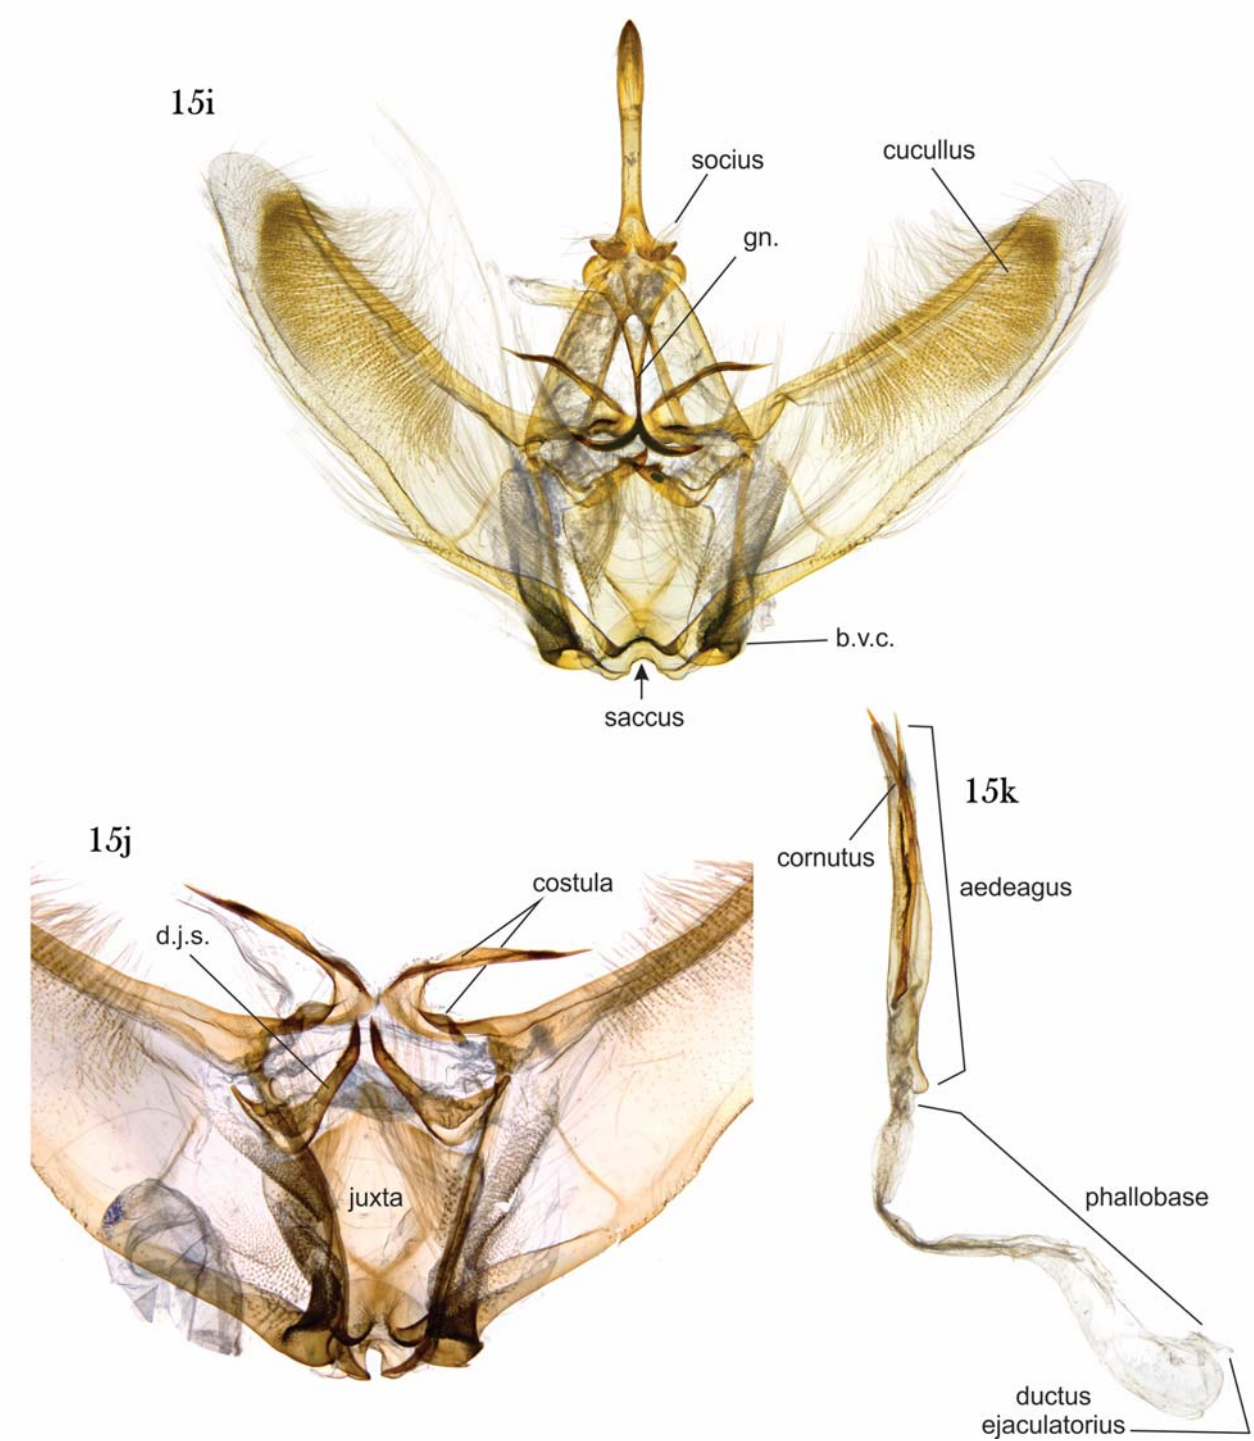 15i
socius
cucullus
gn.
b.v.c.
saccus
15j
costula
d.j.s.
juxta
15k
cornutus
aedeagus
phallobase
ductus
ejaculatorius